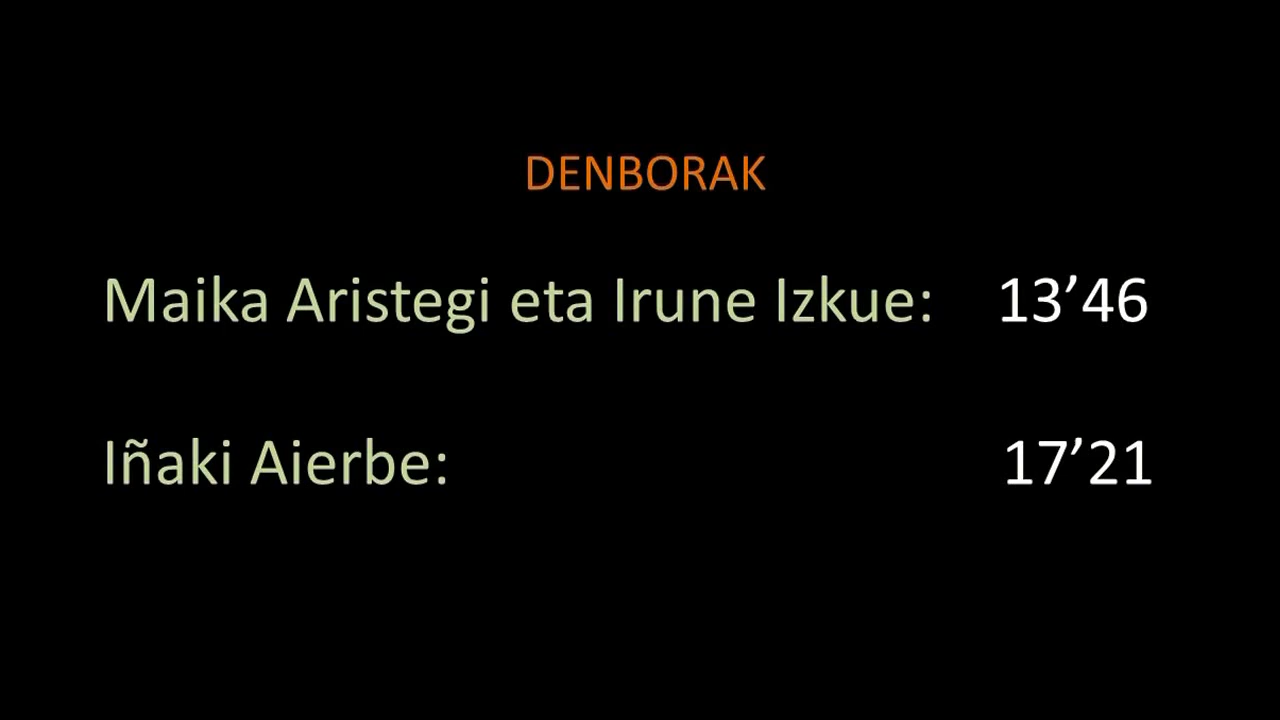 DENBORAK
Maika Aristegi eta Irune Izkue: 13’46
Iñaki Aierbe: 17’21